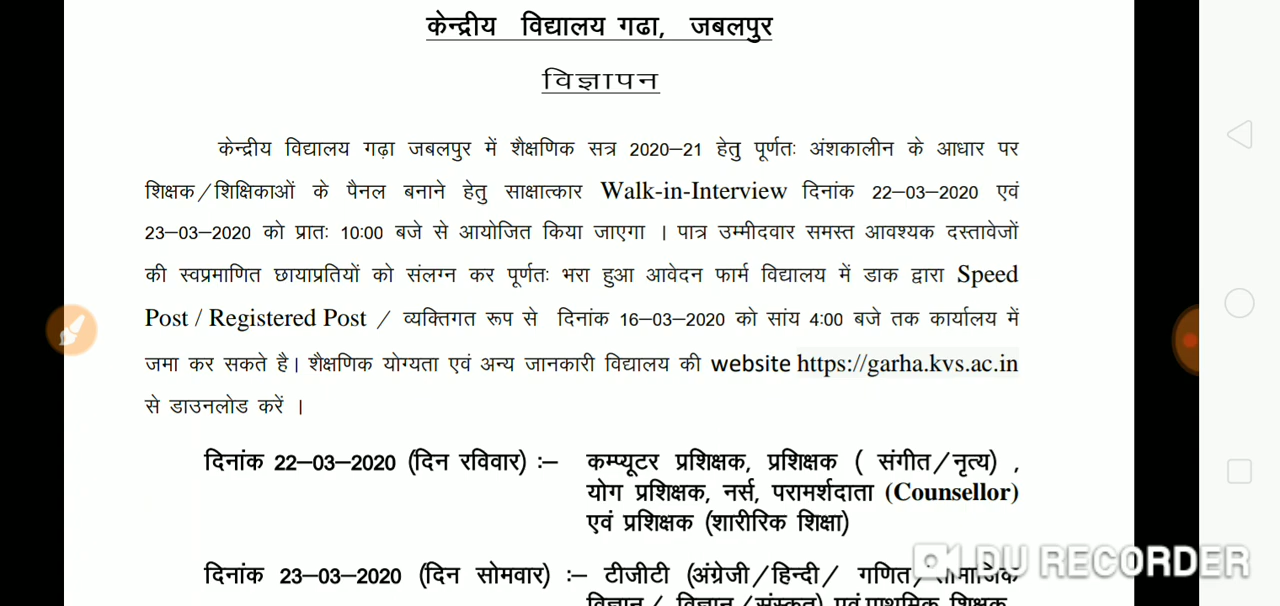 केन्द्रीय विद्यालय गढा, जबलपुर
विज्ञापन
केन्द्रीय विद्यालय गढ़ा जबलपुर में शैक्षणिक सत्र 2020–21 हेतु पूर्णतः अंशकालीन के आधार पर
शिक्षक/शिक्षिकाओं के पैनल बनाने हेतु साक्षात्कार Walk-in-Interview दिनांक 22–03–2020 एवं
23–03–2020 को प्रातः 10:00 बजे से आयोजित किया जाएगा । पात्र उम्मीदवार समस्त आवश्यक दस्तावेजों
की स्वप्रमाणित छायाप्रतियों को संलग्न कर पूर्णतः भरा हुआ आवेदन फार्म विद्यालय में डाक द्वारा Speed
Post / Registered Post / व्यक्तिगत रूप से दिनांक 16–03–2020 को सांय 4:00 बजे तक कार्यालय में
जमा कर सकते है। शैक्षणिक योग्यता एवं अन्य जानकारी विद्यालय की website https://garha.kvs.ac.in
से डाउनलोड करें ।
दिनांक 22–03–2020 (दिन रविवार) :– कम्प्यूटर प्रशिक्षक, प्रशिक्षक ( संगीत/नृत्य) ,
योग प्रशिक्षक, नर्स, परामर्शदाता (Counsellor)
एवं प्रशिक्षक (शारीरिक शिक्षा)
दिनांक 23–03–2020 (दिन सोमवार) :– टीजीटी (अंग्रेजी/हिन्दी/ गणित/सामाजिक
विज्ञान/ विज्ञान/संस्कृत) एवं प्राथमिक शिक्षक
DU RECORDER